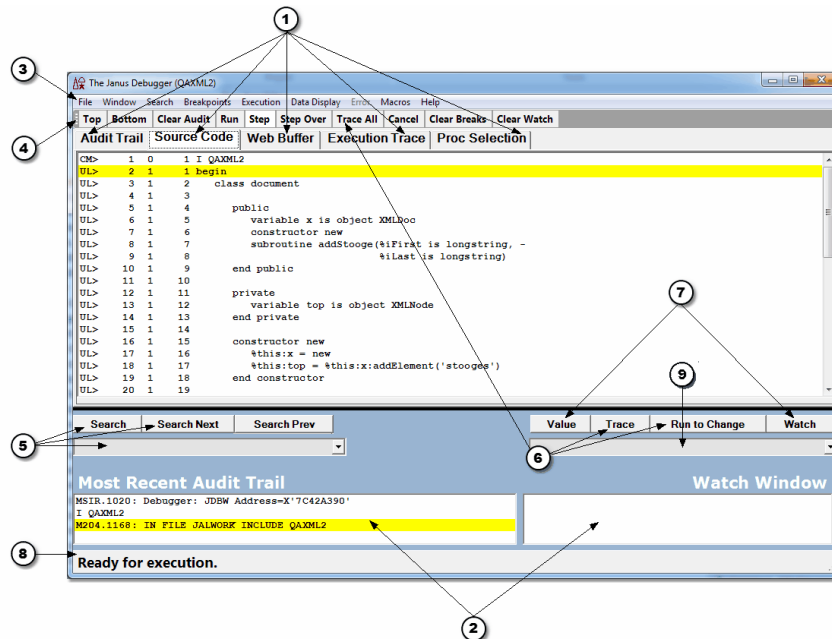 1
3
The Janus Debugger (QAXML2)
File Window Search Breakpoints Execution Data Display Error Macros Help
Top Bottom Clear Audit Run Step Step Over Trace All Cancel Clear Breaks Clear Watch
4
Audit Trail Source Code Web Buffer Execution Trace Proc Selection
CM> 1 0 1 I QAXML2
UL> 2 1 1 begin
UL> 3 1 2 class document
UL> 4 1 3
UL> 5 1 4 public
UL> 6 1 5 variable x is object XMLDoc
UL> 7 1 6 constructor new
UL> 8 1 7 subroutine addStooge(%iFirst is longstring, -
UL> 9 1 8 %iLast is longstring)
UL> 10 1 9 end public
UL> 11 1 10
UL> 12 1 11 private
UL> 13 1 12 variable top is object XMLNode
UL> 14 1 13 end private
UL> 15 1 14
UL> 16 1 15 constructor new
UL> 17 1 16 %this:x = new
UL> 18 1 17 %this:top = %this:x:addElement('stooges')
UL> 19 1 18 end constructor
UL> 20 1 19
7
9
Search Search Next Search Prev Value Trace Run to Change Watch
5
6
Most Recent Audit Trail Watch Window
MSIR.1020: Debugger: JDBW Address=X'7C42A390'
I QAXML2
M204.1168: IN FILE JALWORK INCLUDE QAXML2
8
Ready for execution.
2